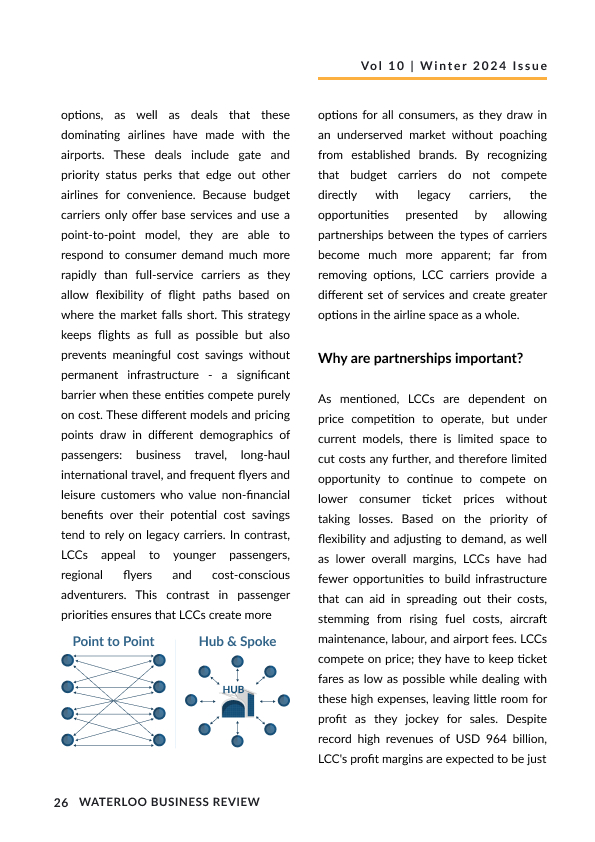 Vol 10 | Winter 2024 Issue
options, as well as deals that these
dominating airlines have made with the
airports. These deals include gate and
priority status perks that edge out other
airlines for convenience. Because budget
carriers only offer base services and use a
point-to-point model, they are able to
respond to consumer demand much more
rapidly than full-service carriers as they
allow flexibility of flight paths based on
where the market falls short. This strategy
keeps flights as full as possible but also
prevents meaningful cost savings without
permanent infrastructure - a significant
barrier when these entities compete purely
on cost. These different models and pricing
points draw in different demographics of
passengers: business travel, long-haul
international travel, and frequent flyers and
leisure customers who value non-financial
benefits over their potential cost savings
tend to rely on legacy carriers. In contrast,
LCCs appeal to younger passengers,
regional flyers and cost-conscious
adventurers. This contrast in passenger
priorities ensures that LCCs create more
Point to Point
Hub & Spoke
HUB
options for all consumers, as they draw in
an underserved market without poaching
from established brands. By recognizing
that budget carriers do not compete
directly with legacy carriers, the
opportunities presented by allowing
partnerships between the types of carriers
become much more apparent; far from
removing options, LCC carriers provide a
different set of services and create greater
options in the airline space as a whole.
Why are partnerships important?
As mentioned, LCCs are dependent on
price competition to operate, but under
current models, there is limited space to
cut costs any further, and therefore limited
opportunity to continue to compete on
lower consumer ticket prices without
taking losses. Based on the priority of
flexibility and adjusting to demand, as well
as lower overall margins, LCCs have had
fewer opportunities to build infrastructure
that can aid in spreading out their costs,
stemming from rising fuel costs, aircraft
maintenance, labour, and airport fees. LCCs
compete on price; they have to keep ticket
fares as low as possible while dealing with
these high expenses, leaving little room for
profit as they jockey for sales. Despite
record high revenues of USD 964 billion,
LCC's profit margins are expected to be just
26 WATERLOO BUSINESS REVIEW